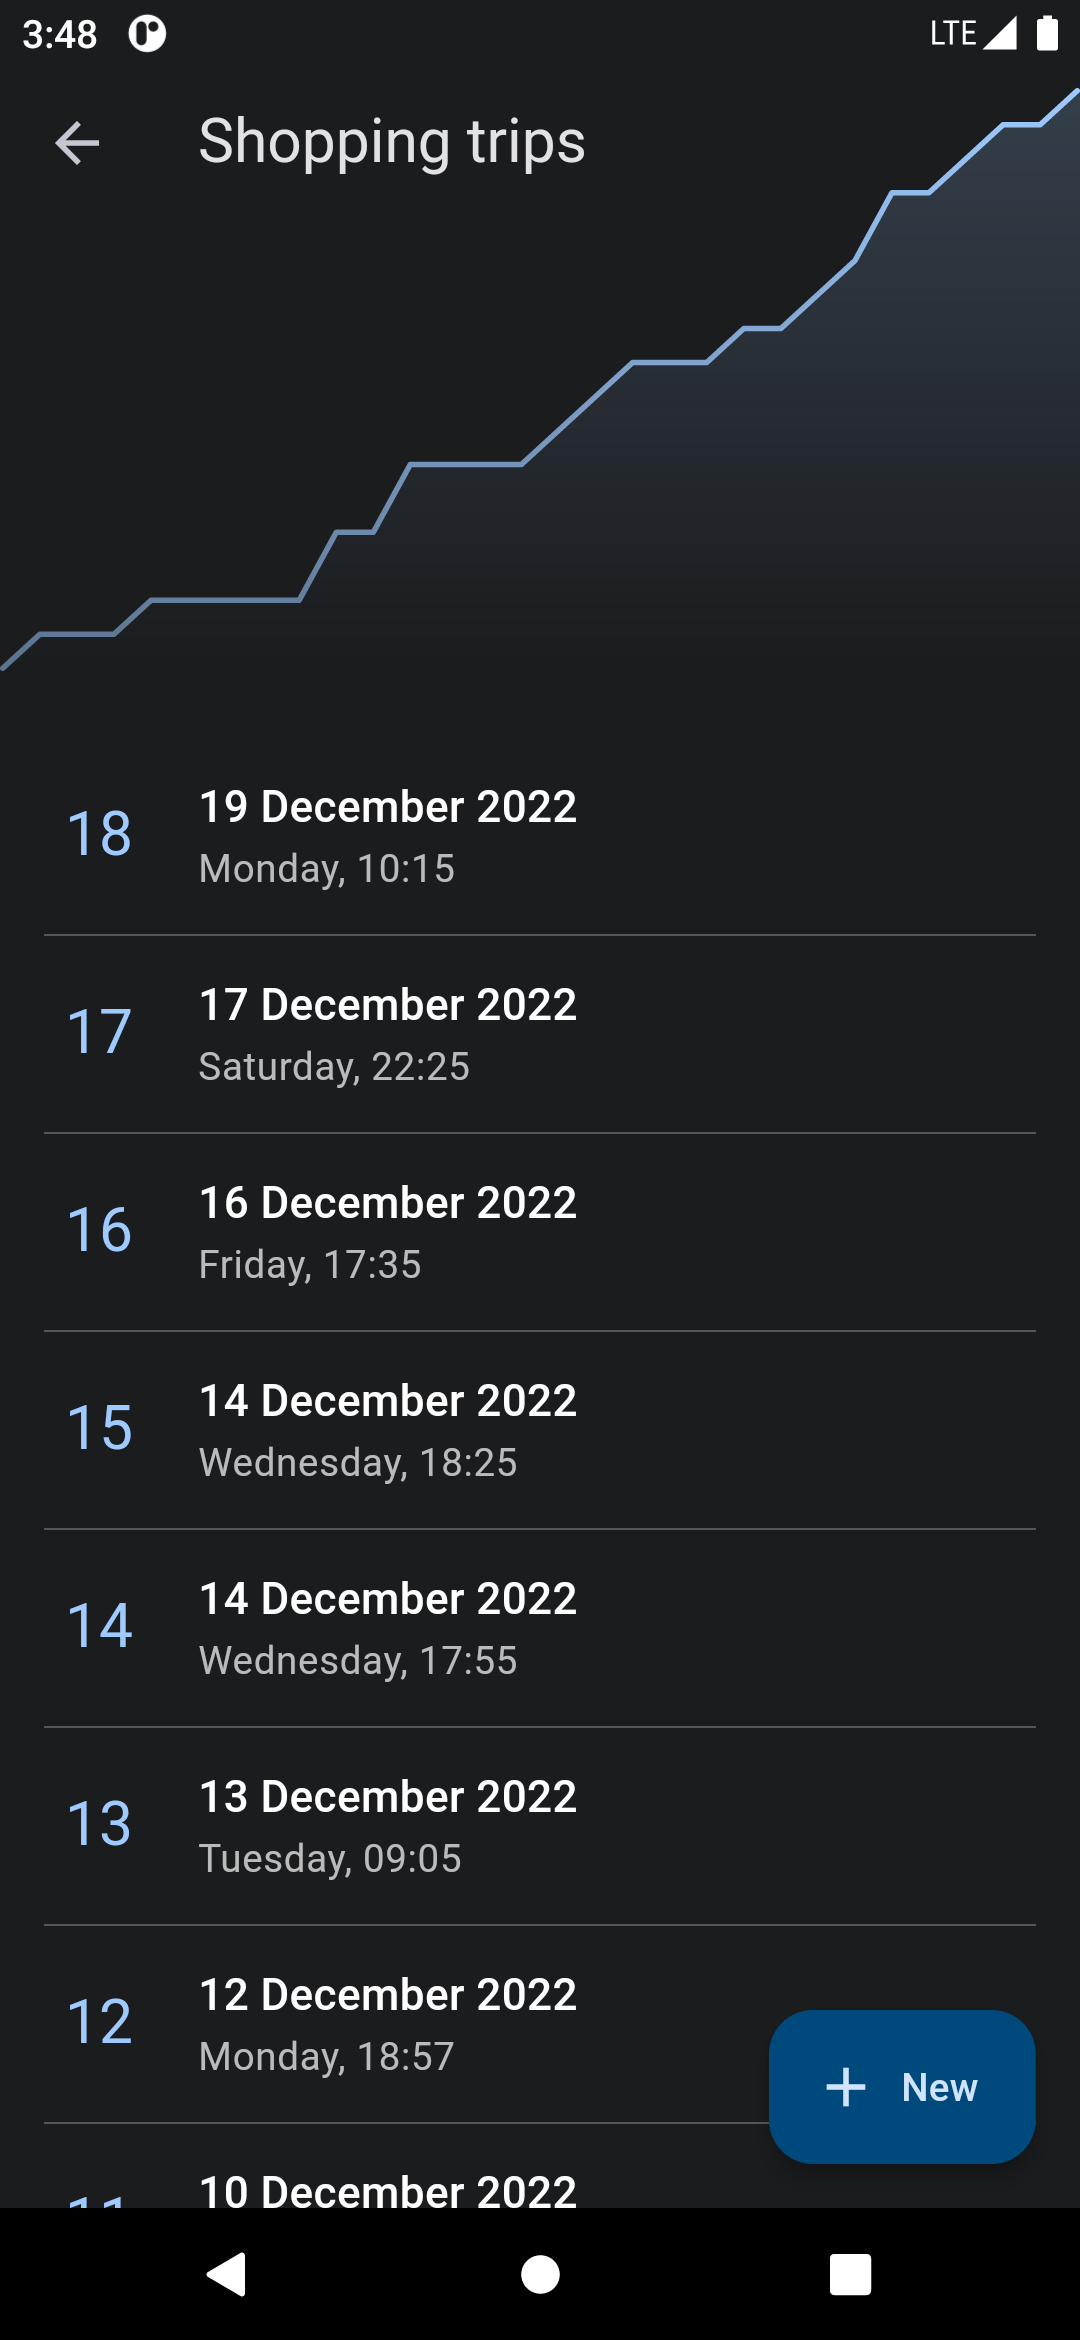 3:48
LTE
Shopping trips
18
19 December 2022
Monday, 10:15
17
17 December 2022
Saturday, 22:25
16
16 December 2022
Friday, 17:35
15
14 December 2022
Wednesday, 18:25
14
14 December 2022
Wednesday, 17:55
13
13 December 2022
Tuesday, 09:05
12
12 December 2022
Monday, 18:57
New
11
10 December 2022